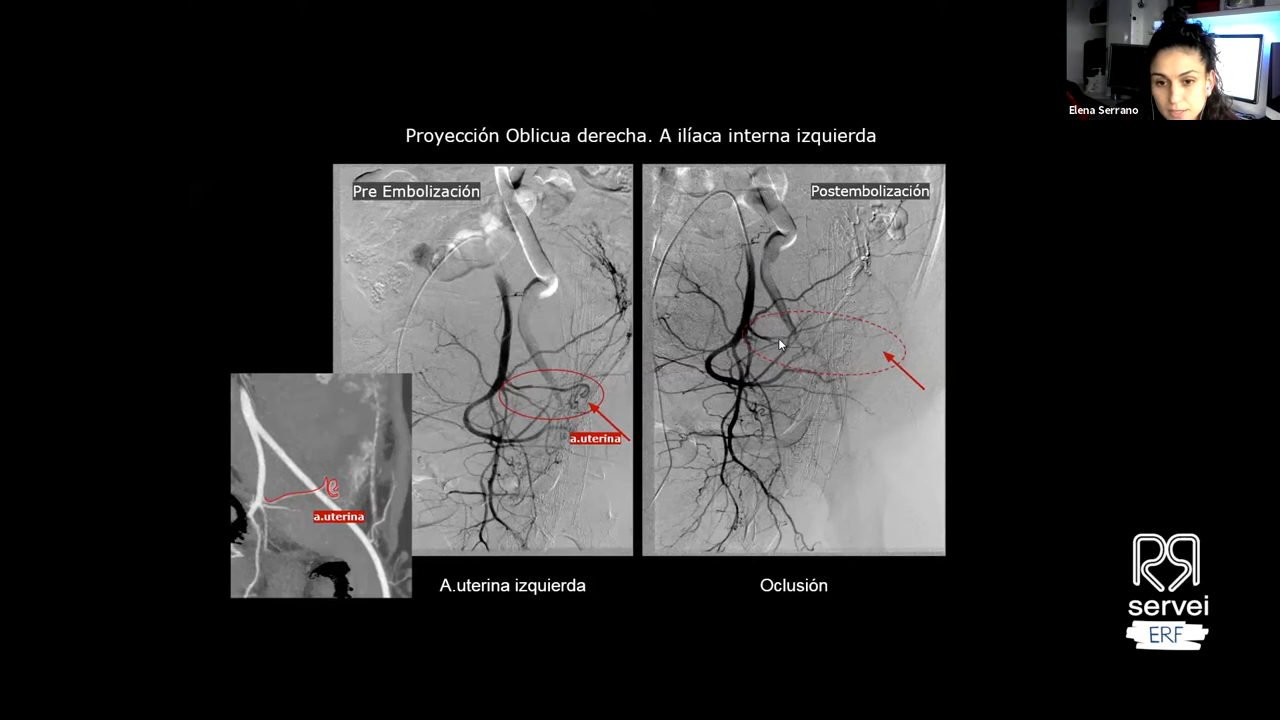 Elena Serrano
Proyección Oblicua derecha. A ilíaca interna izquierda
Pre Embolización
Postembolización
a.uterina
a.uterina
A.uterina izquierda
Oclusión
servei
ERF